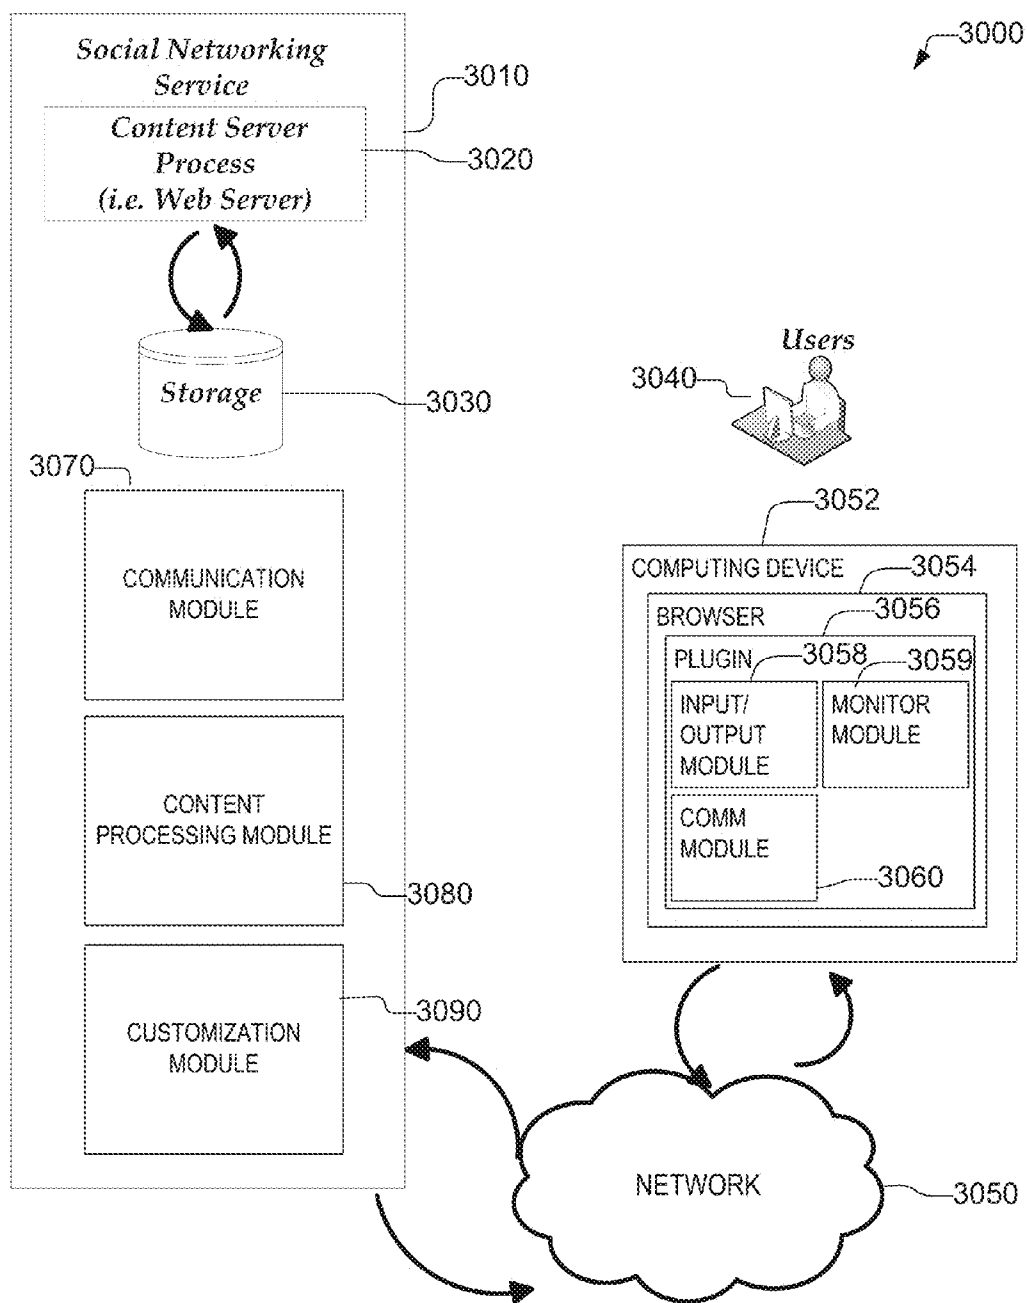 3000
Social Networking
Service
3010
Content Server
Process
(i.e. Web Server)
3020
Storage
3030
Users
3040
3070
COMMUNICATION
MODULE
3052
COMPUTING DEVICE
3054
BROWSER
3056
PLUGIN
3058
3059
INPUT/
OUTPUT
MODULE
MONITOR
MODULE
COMM
MODULE
3060
CONTENT
PROCESSING MODULE
3080
CUSTOMIZATION
MODULE
3090
NETWORK
3050